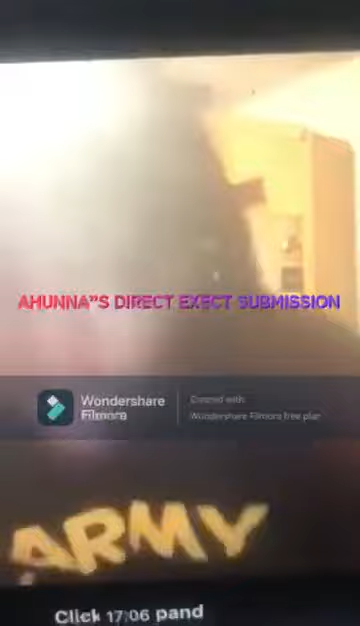 AHUNNA"S DIRECT EXECT SUBMISSION
Wondershare
Filmora
Created with
Wondershare Filmora free plan
ARMY
Click 17:06 pand